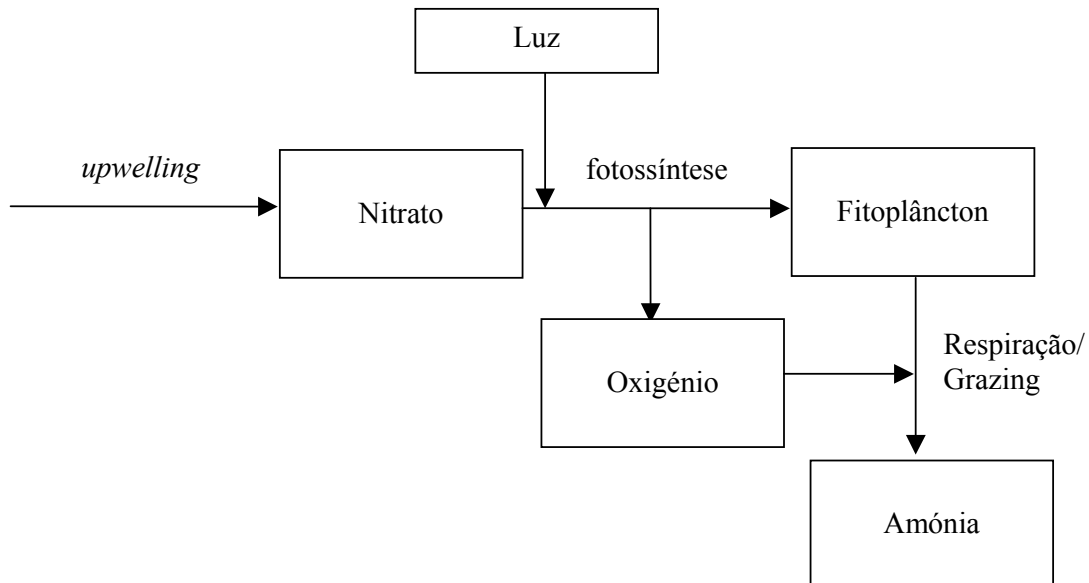 Luz
upwelling
fotossíntese
Nitrato
Fitoplâncton
Respiração/
Grazing
Oxigénio
Amónia